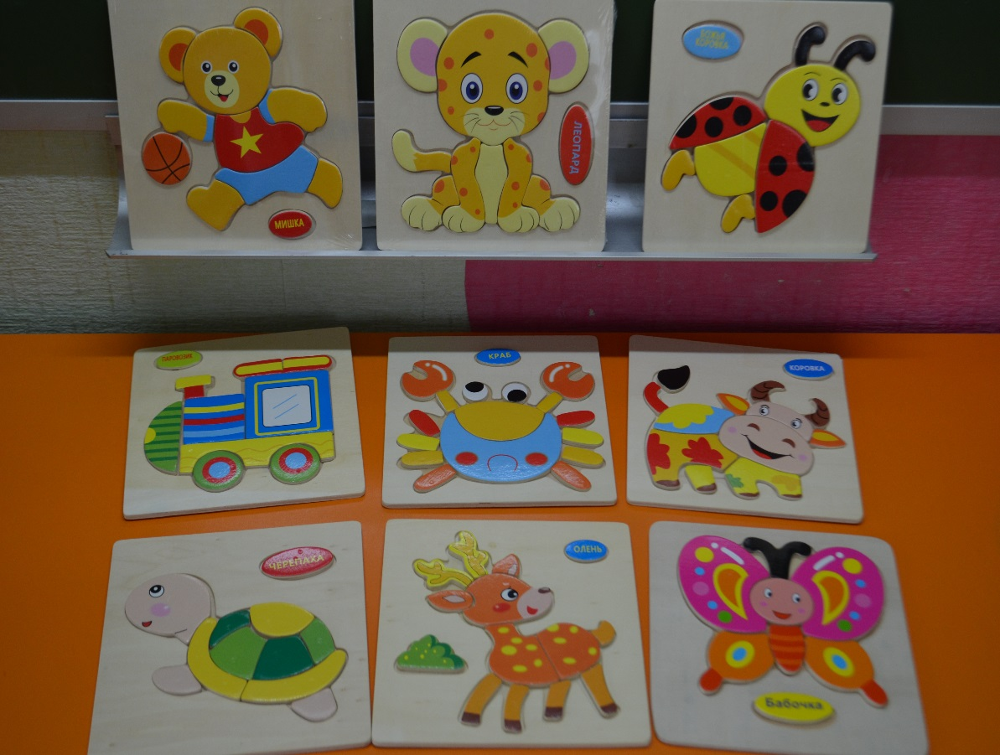 БОЖЬЯ
КОРОВКА
ЛЕОПАРД
МИШКА
ПАРОВОЗИК
КРАБ
КОРОВКА
ЧЕРЕПАХА
ОЛЕНЬ
Бабочка